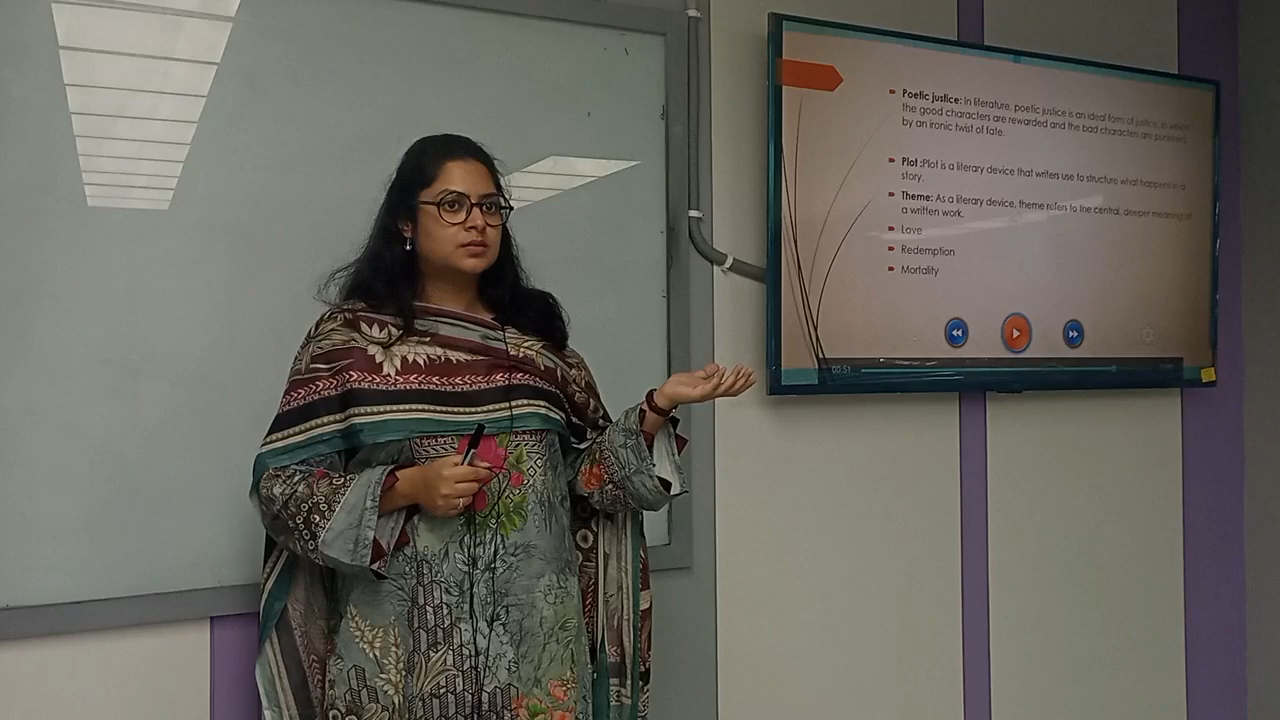 Poetic justice: In literature, poetic justice is an ideal form of justice, in which
the good characters are rewarded and the bad characters are punished,
by an ironic twist of fate.
Plot :Plot is a literary device that writers use to structure what happens in a
story.
Theme: As a literary device, theme refers to the central, deeper meaning of
a written work.
Love
Redemption
Mortality
00:51